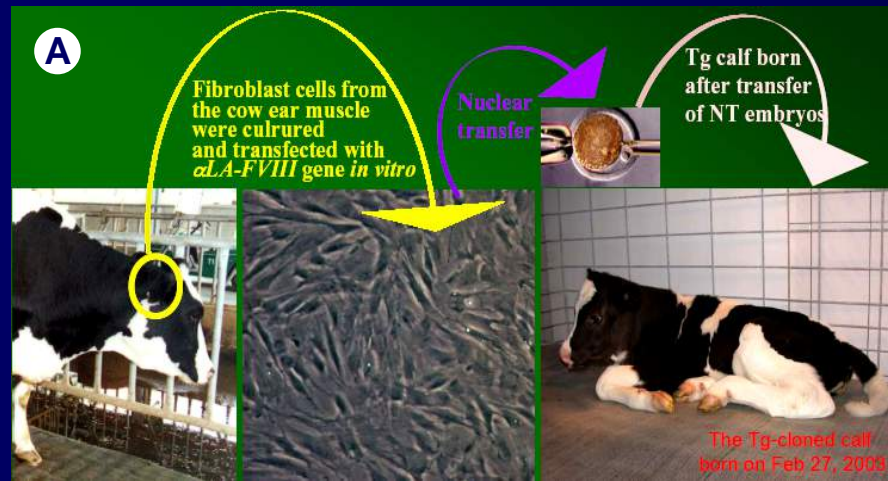 A
Fibroblast cells from
the cow ear muscle
were culrured
and transfected with
αLA-FVIII gene in vitro
Nuclear
transfer
Tg calf born
after transfer
of NT embryos
The Tg-cloned calf
born on Feb 27, 2003